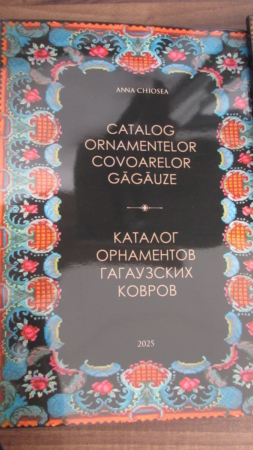 ANNA CHIOSEA
CATALOG
ORNAMENTELOR
COVOARELOR
GĂGĂUZE
КАТАЛОГ
ОРНАМЕНТОВ
ГАГАУЗСКИХ
КОВРОВ
2025